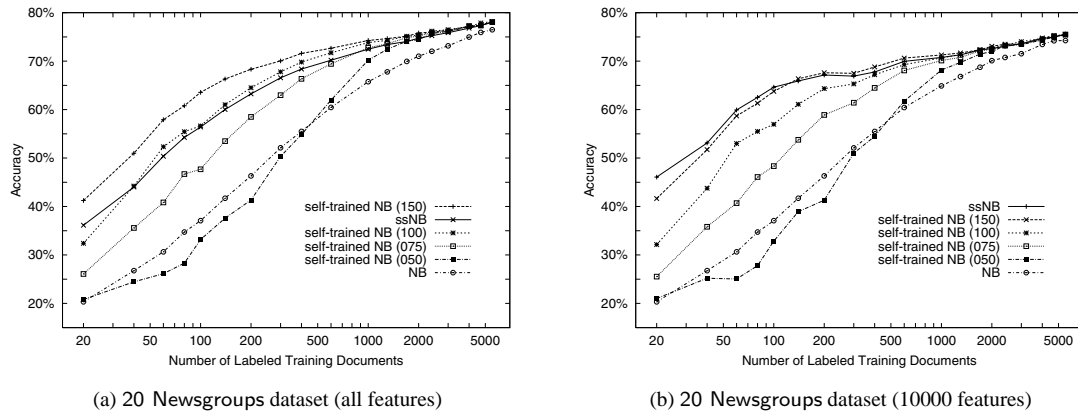 80%
70%
60%
50%
40%
30%
20%
Accuracy
self-trained NB (150)
ssNB
self-trained NB (100)
self-trained NB (075)
self-trained NB (050)
NB
20 50 100 200 500 1000 2000 5000
Number of Labeled Training Documents
(a) 20 Newsgroups dataset (all features)
80%
70%
60%
50%
40%
30%
20%
Accuracy
ssNB
self-trained NB (150)
self-trained NB (100)
self-trained NB (075)
self-trained NB (050)
NB
20 50 100 200 500 1000 2000 5000
Number of Labeled Training Documents
(b) 20 Newsgroups dataset (10000 features)